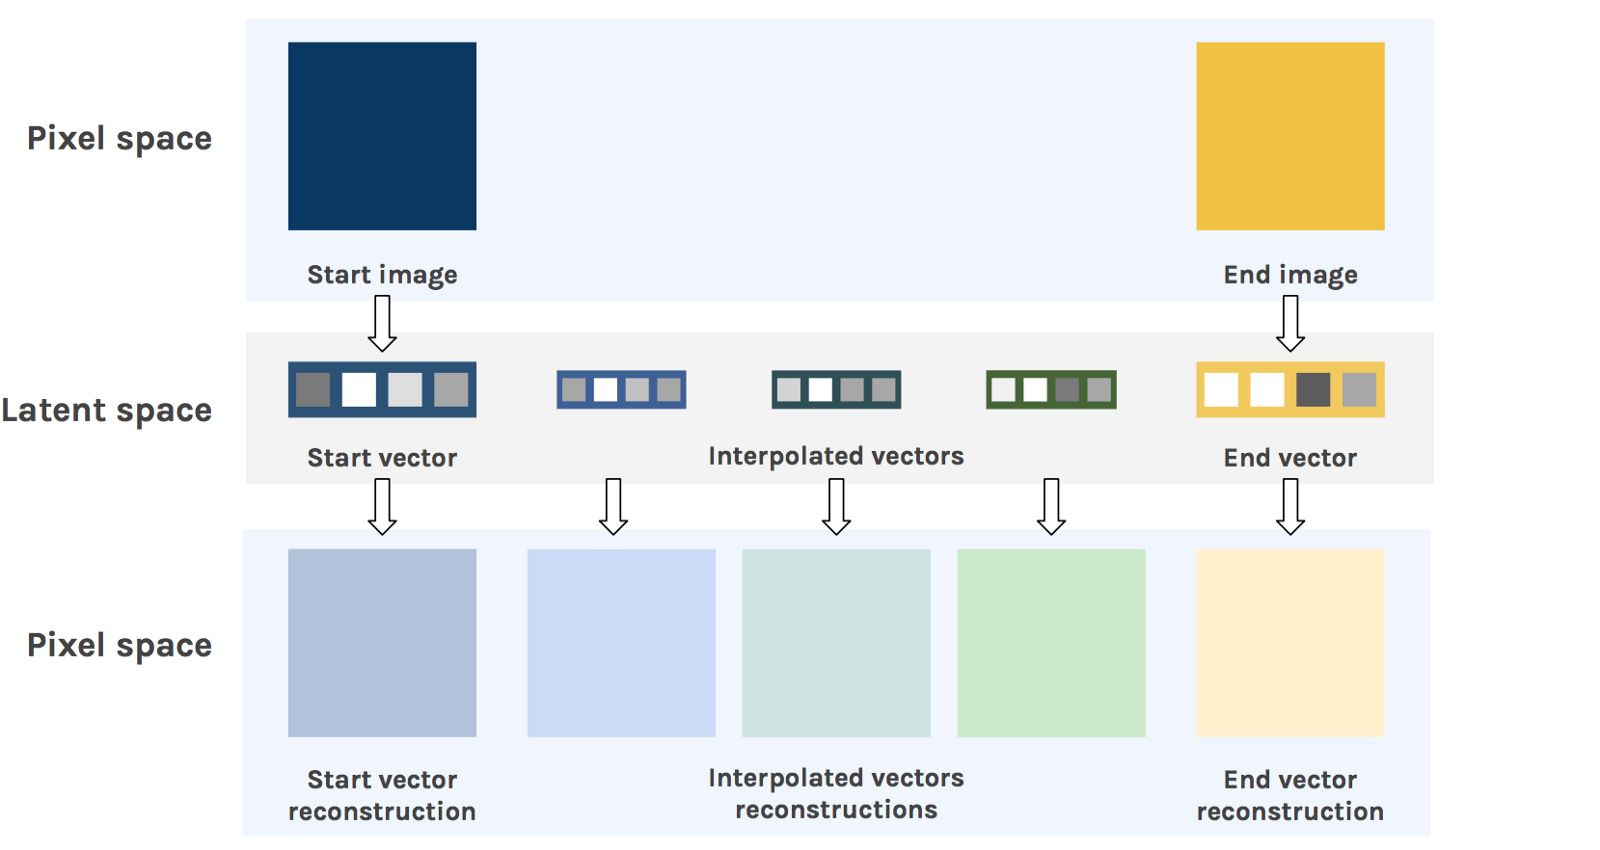 Pixel space
Start image
End image
Latent space
Start vector
Interpolated vectors
End vector
Pixel space
Start vector
reconstruction
Interpolated vectors
reconstructions
End vector
reconstruction